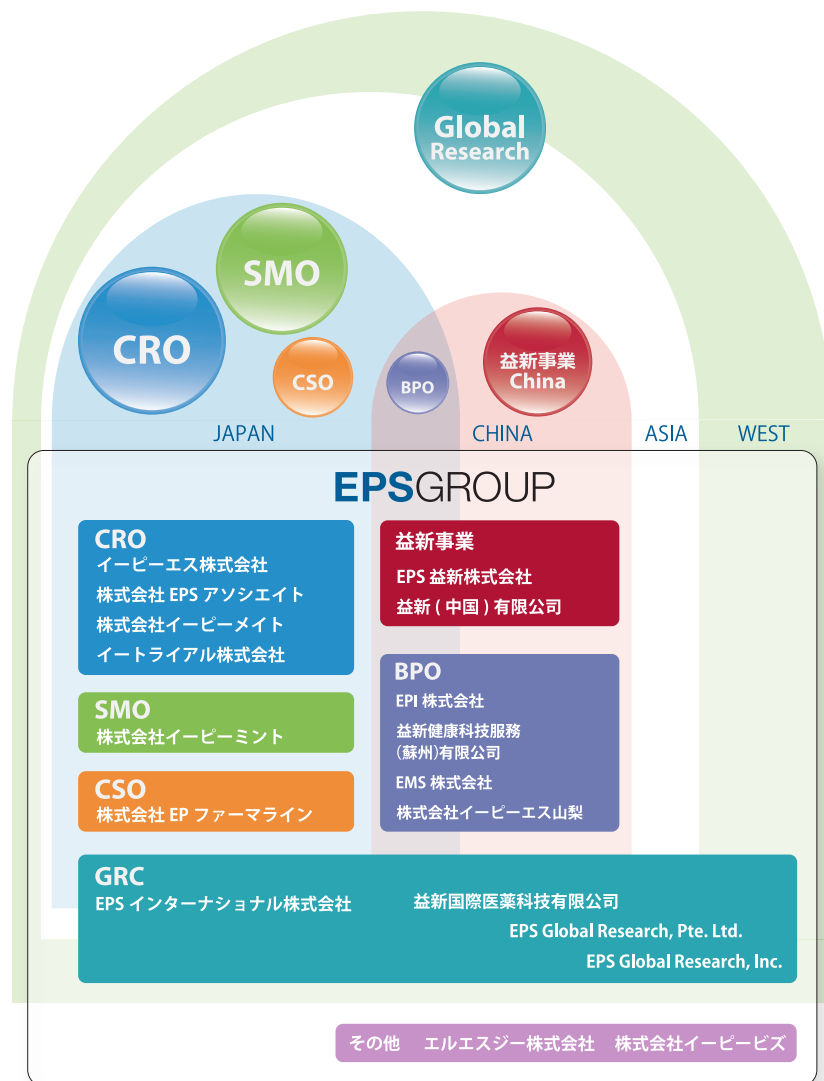 Global
Research
SMO
CRO
CSO
BPO
益新事業
China
JAPAN
CHINA
ASIA
WEST
EPSGROUP
CRO
イーピーエス株式会社
株式会社 EPS アソシエイト
株式会社イーピーメイト
イートライアル株式会社
SMO
株式会社イーピーミント
CSO
株式会社 EP ファーマライン
益新事業
EPS 益新株式会社
益新 ( 中国 ) 有限公司
BPO
EPI 株式会社
益新健康科技服務
(蘇州)有限公司
EMS 株式会社
株式会社イーピーエス山梨
GRC
EPS インターナショナル株式会社
益新国際医薬科技有限公司
EPS Global Research, Pte. Ltd.
EPS Global Research, Inc.
その他 エルエスジー株式会社 株式会社イーピービズ